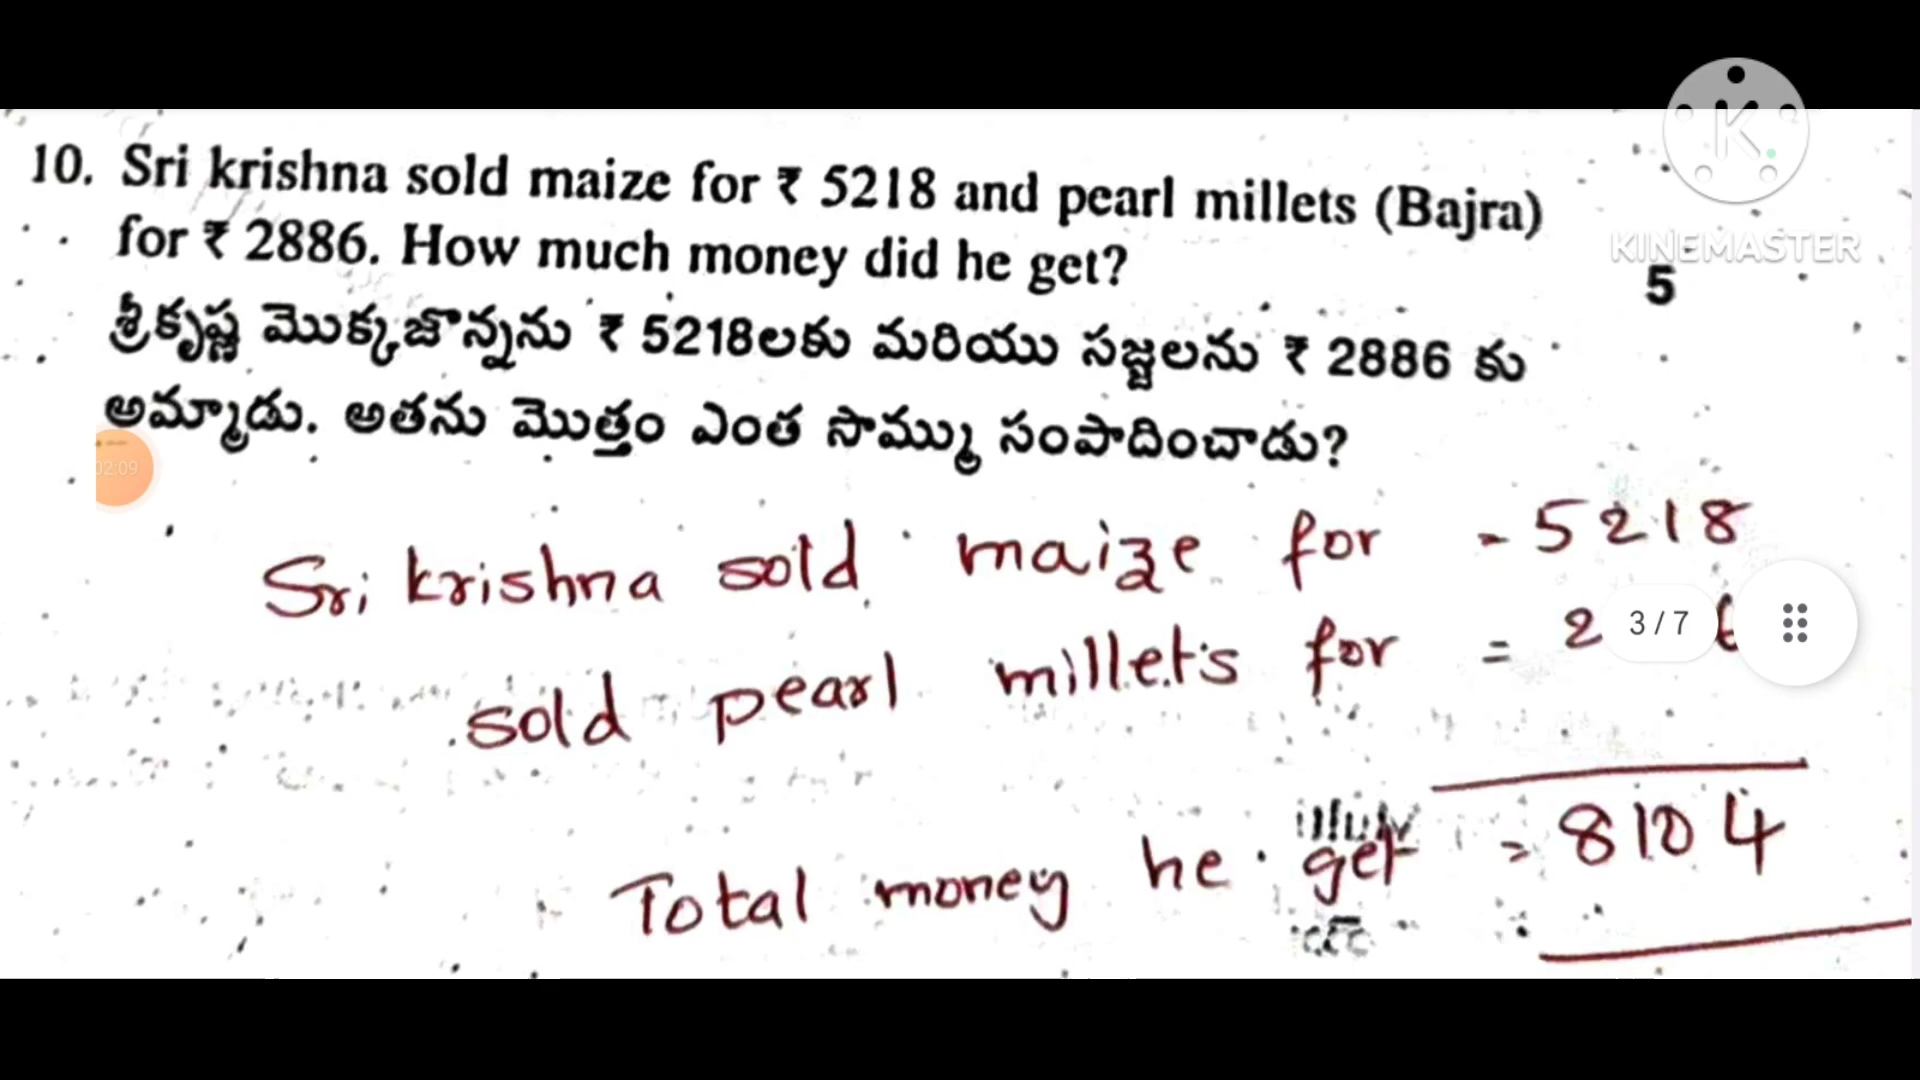 10. Sri krishna sold maize for ₹ 5218 and pearl millets (Bajra)
for ₹ 2886. How much money did he get?
5
శ్రీకృష్ణ మొక్కజొన్నను ₹ 5218లకు మరియు సజ్జలను ₹ 2886 కు
అమ్మాడు. అతను మొత్తం ఎంత సొమ్ము సంపాదించాడు?
K
KINEMASTER
02:09
Sri krishna sold maize for - 5218
sold pearl millets for = 2
3 / 7
Total money he get = 8104